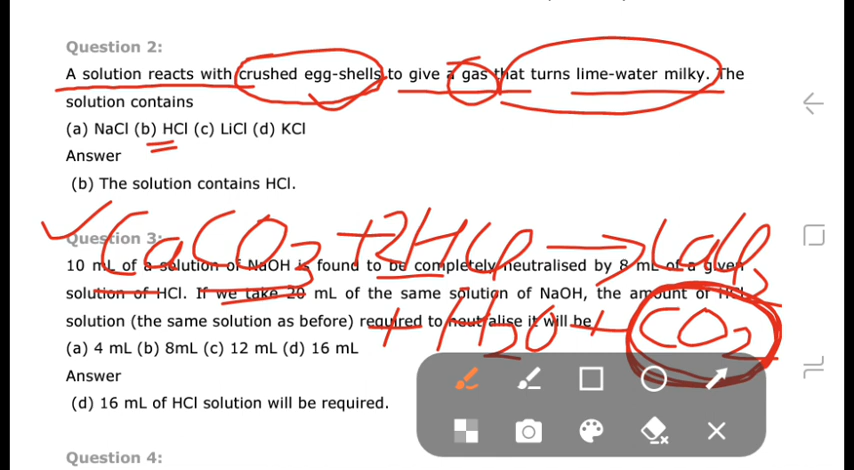 Question 2:
A solution reacts with crushed egg-shells to give a gas that turns lime-water milky. The
solution contains
(a) NaCl (b) HCl (c) LiCl (d) KCl
Answer
(b) The solution contains HCl.
CaCO3 + 2HCl → CaCl2
Question 3:
10 mL of a solution of NaOH is found to be completely neutralised by 8 mL of a given
solution of HCl. If we take 20 mL of the same solution of NaOH, the amount of HCl
solution (the same solution as before) required to neutralise it will be
+ H2O + CO2
(a) 4 mL (b) 8mL (c) 12 mL (d) 16 mL
Answer
(d) 16 mL of HCl solution will be required.
Question 4: